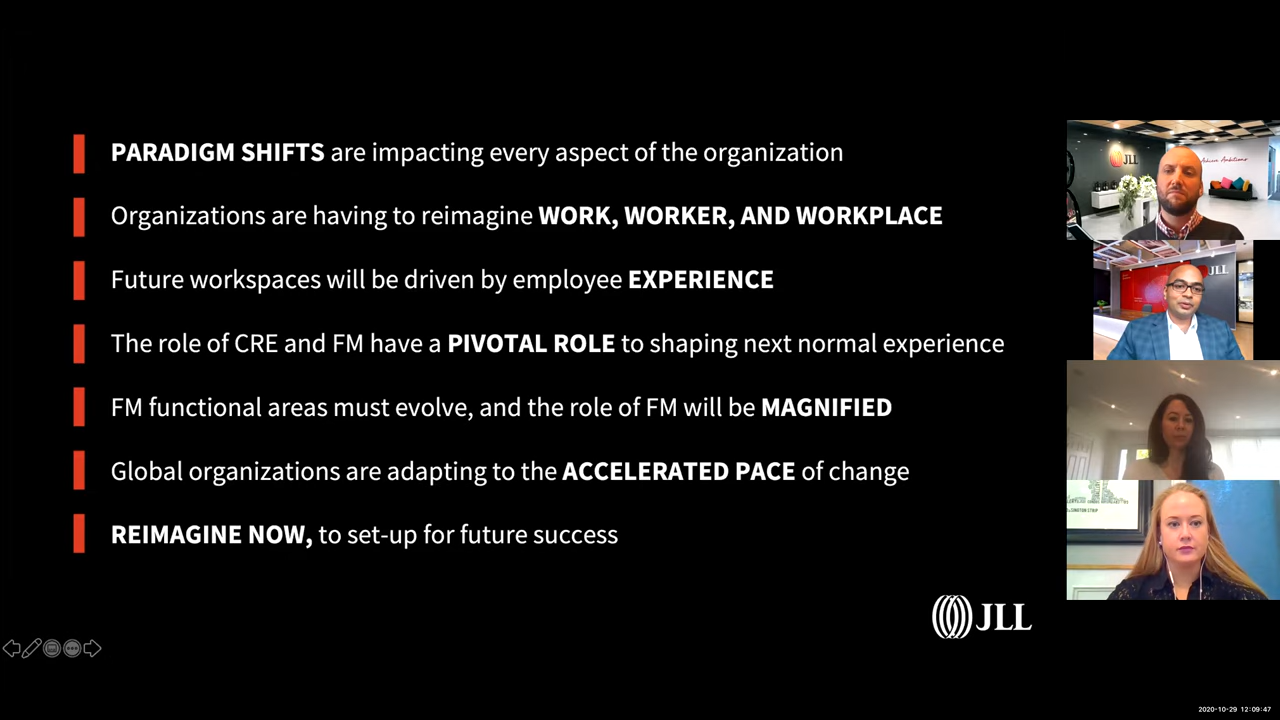 PARADIGM SHIFTS are impacting every aspect of the organization
Organizations are having to reimagine WORK, WORKER, AND WORKPLACE
Future workspaces will be driven by employee EXPERIENCE
The role of CRE and FM have a PIVOTAL ROLE to shaping next normal experience
FM functional areas must evolve, and the role of FM will be MAGNIFIED
Global organizations are adapting to the ACCELERATED PACE of change
REIMAGINE NOW, to set-up for future success
JLL
JLL
Ambitions
JLL
2020-10-29 12:09:47